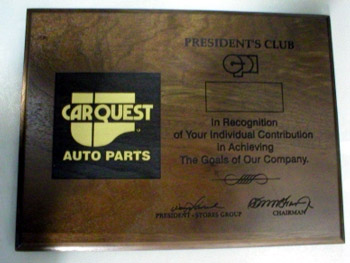 PRESIDENT'S CLUB
CARQUEST
AUTO PARTS
In Recognition
of Your Individual Contribution
in Achieving
The Goals of Our Company.
PRESIDENT - STORES GROUP
CHAIRMAN